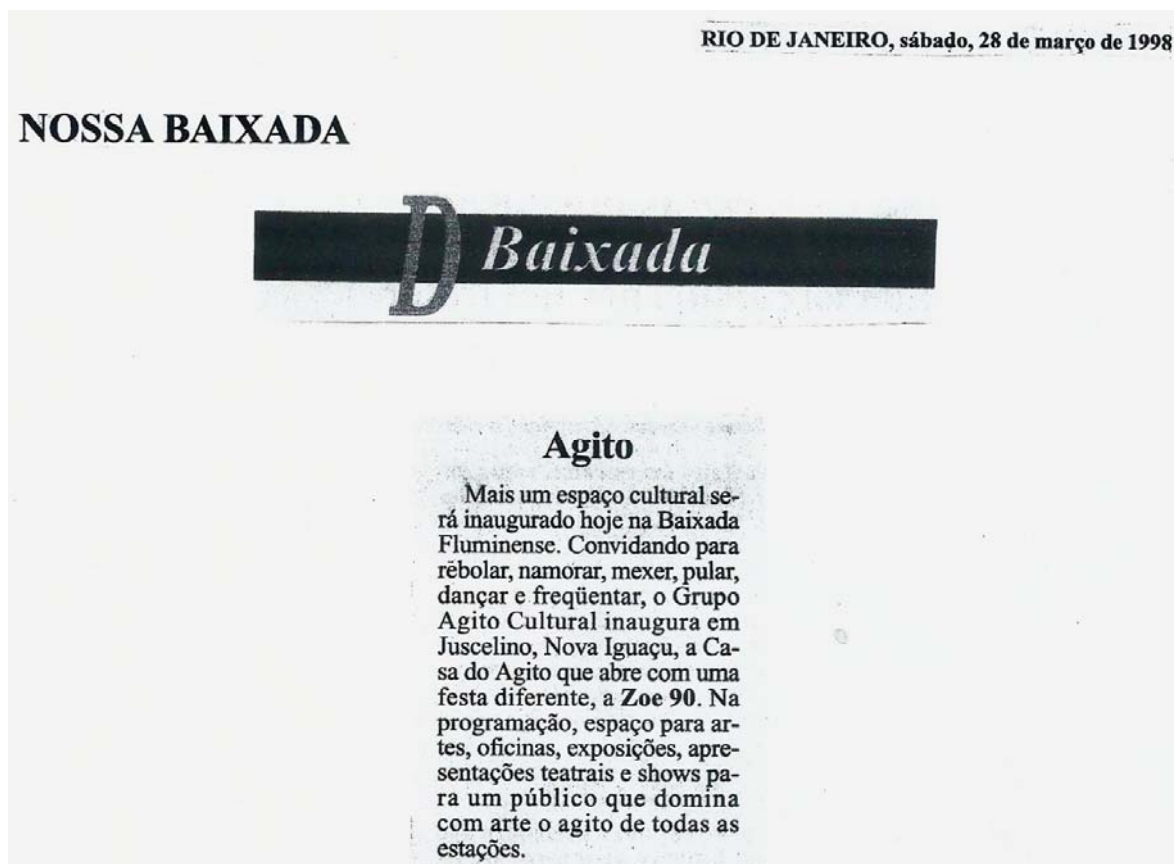 RIO DE JANEIRO, sábado, 28 de março de 1998
NOSSA BAIXADA
D Baixada
Agito
Mais um espaço cultural se-
rá inaugurado hoje na Baixada
Fluminense. Convidando para
rebolar, namorar, mexer, pular,
dançar e freqüentar, o Grupo
Agito Cultural inaugura em
Juscelino, Nova Iguaçu, a Ca-
sa do Agito que abre com uma
festa diferente, a Zoe 90. Na
programação, espaço para ar-
tes, oficinas, exposições, apre-
sentações teatrais e shows pa-
ra um público que domina
com arte o agito de todas as
estações.